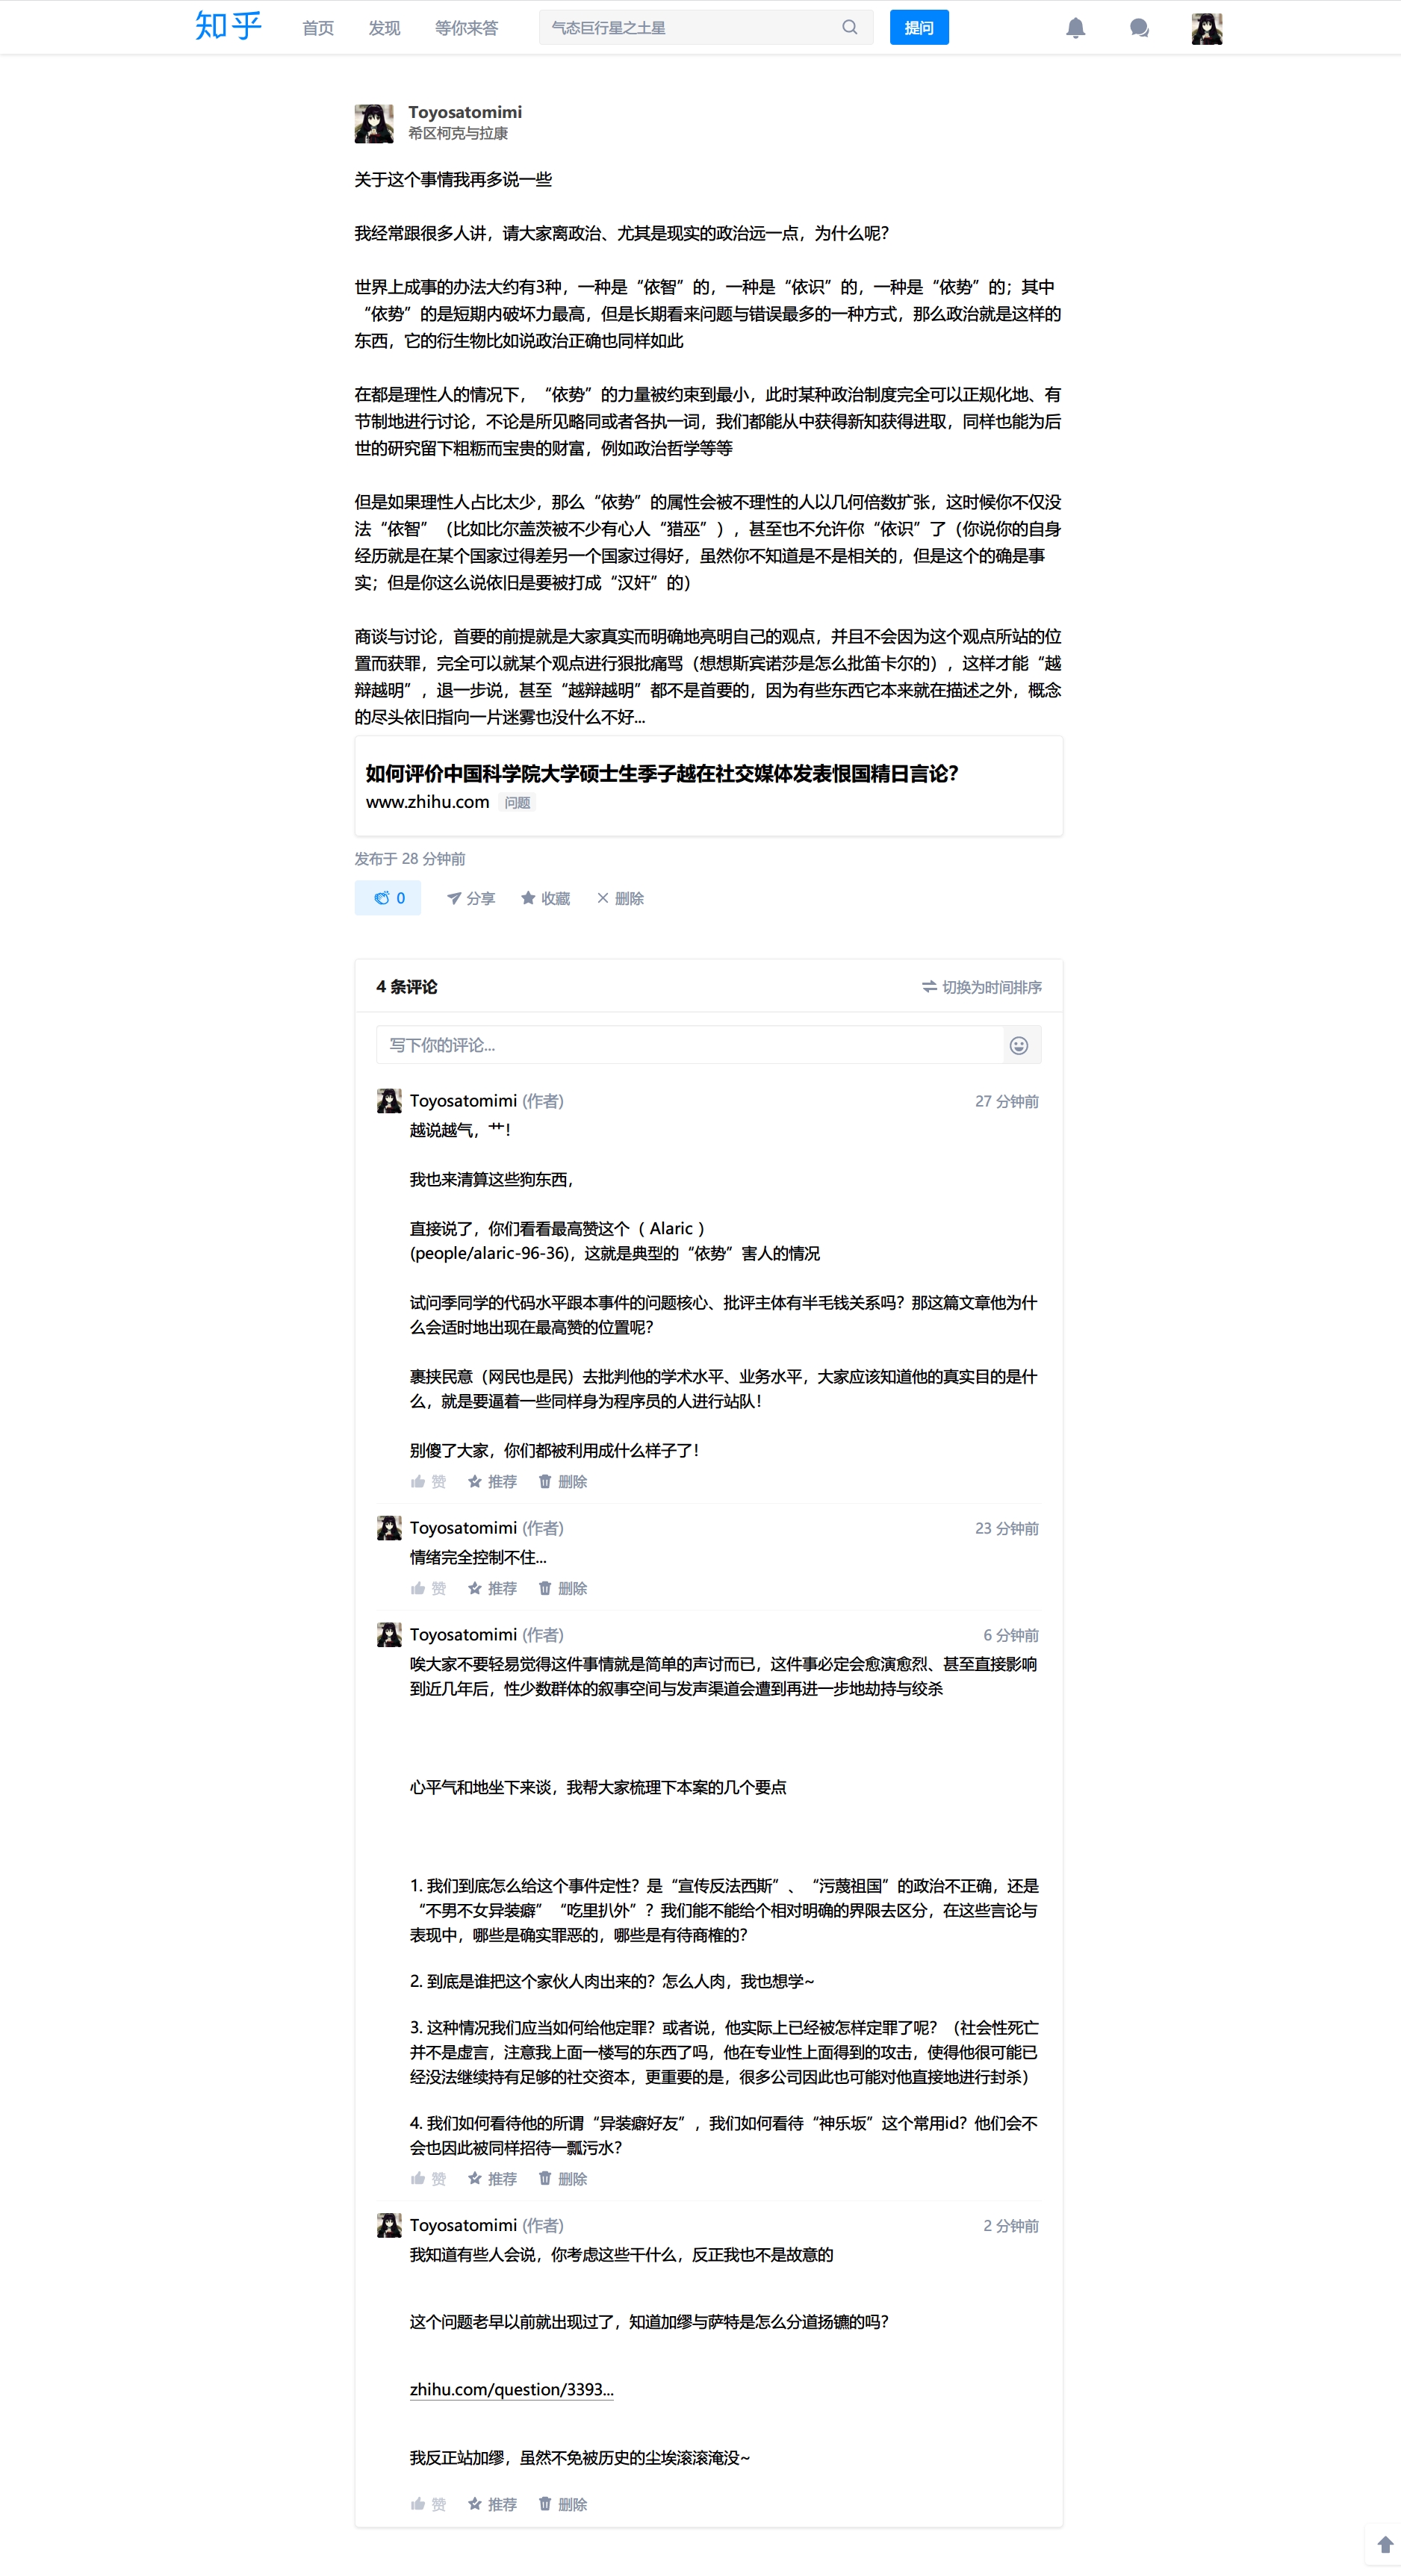 知乎
首页 发现 等你来答 气态巨行星之土星 提问
Toyosatomimi
希区柯克与拉康
关于这个事情我再多说一些
我经常跟很多人讲，请大家离政治、尤其是现实的政治远一点，为什么呢？
世界上成事的办法大约有3种，一种是“依智”的，一种是“依识”的，一种是“依势”的；其中
“依势”的是短期内破坏力最高，但是长期看来问题与错误最多的一种方式，那么政治就是这样的
东西，它的衍生物比如说政治正确也同样如此
在都是理性人的情况下，“依势”的力量被约束到最小，此时某种政治制度完全可以正规化地、有
节制地进行讨论，不论是所见略同或者各执一词，我们都能从中获得新知获得进取，同样也能为后
世的研究留下粗粝而宝贵的财富，例如政治哲学等等
但是如果理性人占比太少，那么“依势”的属性会被不理性的人以几何倍数扩张，这时候你不仅没
法“依智”（比如比尔盖茨被不少有心人“猎巫”），甚至也不允许你“依识”了（你说你的自身
经历就是在某个国家过得差另一个国家过得好，虽然你不知道是不是相关的，但是这个的确是事
实；但是你这么说依旧是要被打成“汉奸”的）
商谈与讨论，首要的前提就是大家真实而明确地亮明自己的观点，并且不会因为这个观点所站的位
置而获罪，完全可以就某个观点进行狠批痛骂（想想斯宾诺莎是怎么批笛卡尔的），这样才能“越
辩越明”，退一步说，甚至“越辩越明”都不是首要的，因为有些东西它本来就在描述之外，概念
的尽头依旧指向一片迷雾也没什么不好...
如何评价中国科学院大学硕士生季子越在社交媒体发表恨国精日言论？
www.zhihu.com 问题
发布于 28 分钟前
0 分享 收藏 删除
4 条评论 切换为时间排序
写下你的评论...
Toyosatomimi (作者) 27 分钟前
越说越气，艹！
我也来清算这些狗东西，
直接说了，你们看看最高赞这个（ Alaric ）
(people/alaric-96-36)，这就是典型的“依势”害人的情况
试问季同学的代码水平跟本事件的问题核心、批评主体有半毛钱关系吗？那这篇文章他为什
么会适时地出现在最高赞的位置呢？
裹挟民意（网民也是民）去批判他的学术水平、业务水平，大家应该知道他的真实目的是什
么，就是要逼着一些同样身为程序员的人进行站队！
别傻了大家，你们都被利用成什么样子了！
赞 推荐 删除
Toyosatomimi (作者) 23 分钟前
情绪完全控制不住...
赞 推荐 删除
Toyosatomimi (作者) 6 分钟前
唉大家不要轻易觉得这件事情就是简单的声讨而已，这件事必定会愈演愈烈、甚至直接影响
到近几年后，性少数群体的叙事空间与发声渠道会遭到再进一步地劫持与绞杀
心平气和地坐下来谈，我帮大家梳理下本案的几个要点
1. 我们到底怎么给这个事件定性？是“宣传反法西斯”、“污蔑祖国”的政治不正确，还是
“不男不女异装癖”“吃里扒外”？我们能不能给个相对明确的界限去区分，在这些言论与
表现中，哪些是确实罪恶的，哪些是有待商榷的？
2. 到底是谁把这个家伙人肉出来的？怎么人肉，我也想学~
3. 这种情况我们应当如何给他定罪？或者说，他实际上已经被怎样定罪了呢？（社会性死亡
并不是虚言，注意我上面一楼写的东西了吗，他在专业性上面得到的攻击，使得他很可能已
经没法继续持有足够的社交资本，更重要的是，很多公司因此也可能对他直接地进行封杀）
4. 我们如何看待他的所谓“异装癖好友”，我们如何看待“神乐坂”这个常用id？他们会不
会也因此被同样招待一瓢污水？
赞 推荐 删除
Toyosatomimi (作者) 2 分钟前
我知道有些人会说，你考虑这些干什么，反正我也不是故意的
这个问题老早以前就出现过了，知道加缪与萨特是怎么分道扬镳的吗？
zhihu.com/question/3393...
我反正站加缪，虽然不免被历史的尘埃滚滚淹没~
赞 推荐 删除